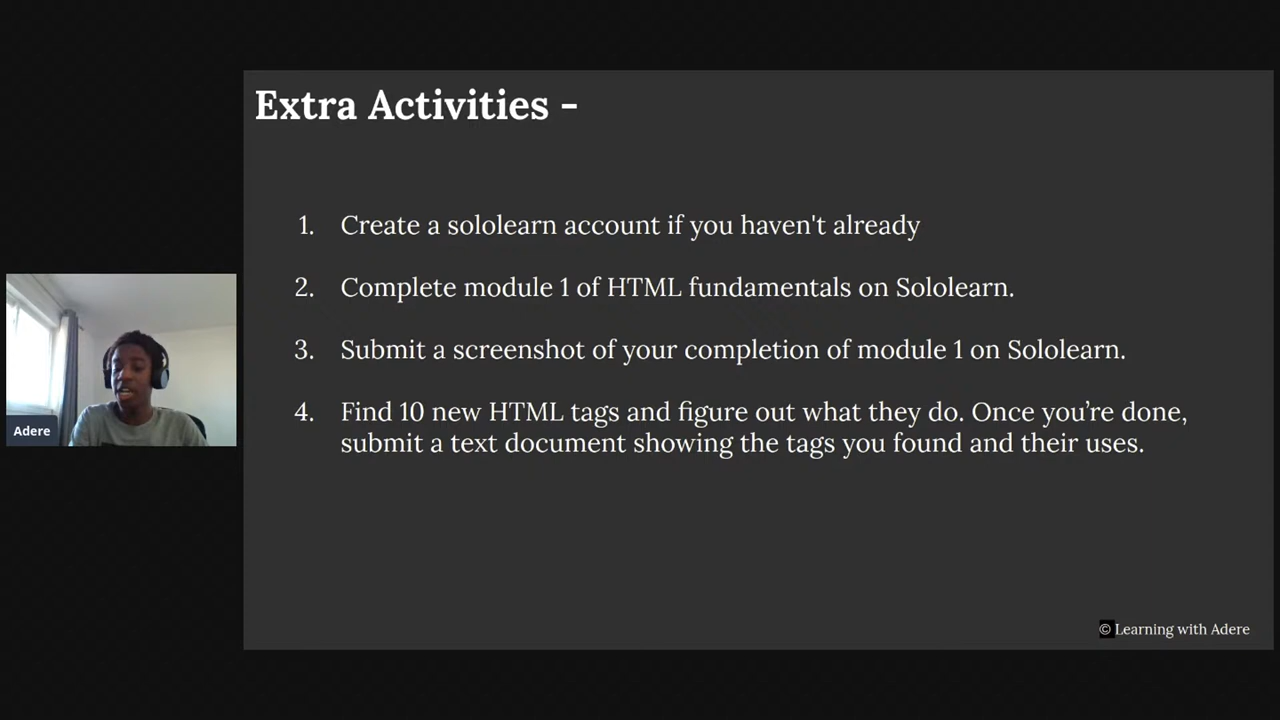 Extra Activities -
1. Create a sololearn account if you haven't already
2. Complete module 1 of HTML fundamentals on Sololearn.
3. Submit a screenshot of your completion of module 1 on Sololearn.
4. Find 10 new HTML tags and figure out what they do. Once you’re done,
submit a text document showing the tags you found and their uses.
Adere
© Learning with Adere